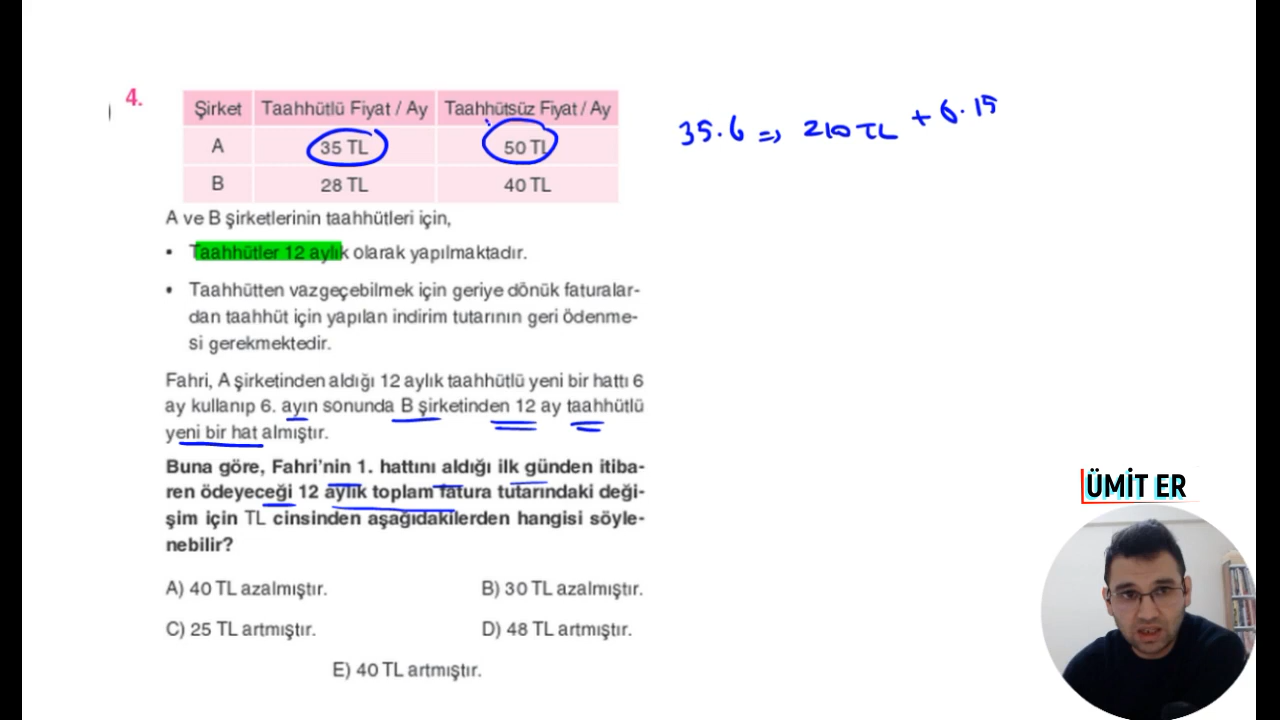 4.
Şirket Taahhütlü Fiyat / Ay Taahhütsüz Fiyat / Ay
A 35 TL 50 TL
B 28 TL 40 TL
35.6 => 210 TL + 6.15
A ve B şirketlerinin taahhütleri için,
• Taahhütler 12 aylık olarak yapılmaktadır.
• Taahhütten vazgeçebilmek için geriye dönük faturalar-
dan taahhüt için yapılan indirim tutarının geri ödenme-
si gerekmektedir.
Fahri, A şirketinden aldığı 12 aylık taahhütlü yeni bir hattı 6
ay kullanıp 6. ayın sonunda B şirketinden 12 ay taahhütlü
yeni bir hat almıştır.
Buna göre, Fahri'nin 1. hattını aldığı ilk günden itiba-
ren ödeyeceği 12 aylık toplam fatura tutarındaki deği-
şim için TL cinsinden aşağıdakilerden hangisi söyle-
nebilir?
A) 40 TL azalmıştır. B) 30 TL azalmıştır.
C) 25 TL artmıştır. D) 48 TL artmıştır.
E) 40 TL artmıştır.
ÜMİT ER